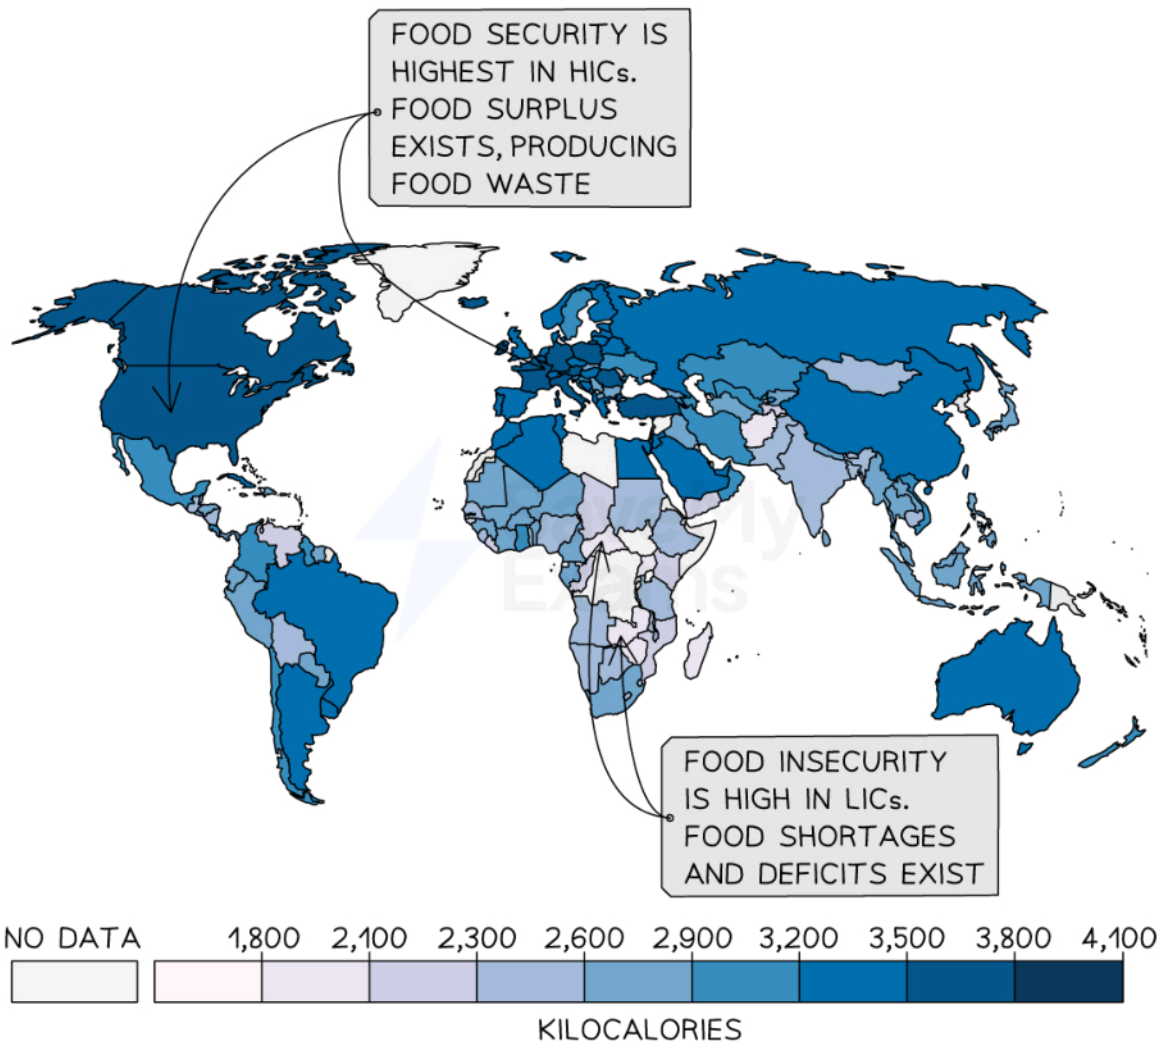 FOOD SECURITY IS
HIGHEST IN HICs.
FOOD SURPLUS
EXISTS, PRODUCING
FOOD WASTE
SaveMy
Exams
FOOD INSECURITY
IS HIGH IN LICs.
FOOD SHORTAGES
AND DEFICITS EXIST
NO DATA 1,800 2,100 2,300 2,600 2,900 3,200 3,500 3,800 4,100
KILOCALORIES